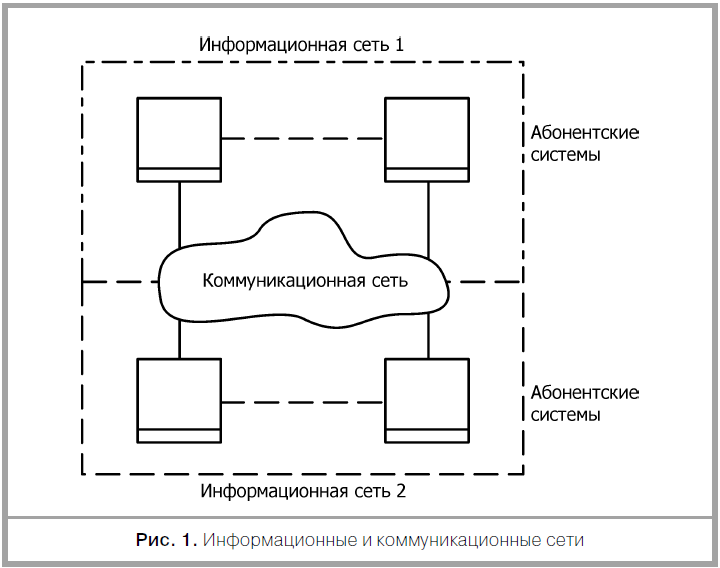 Информационная сеть 1
Абонентские
системы
Коммуникационная сеть
Абонентские
системы
Информационная сеть 2
Рис. 1. Информационные и коммуникационные сети